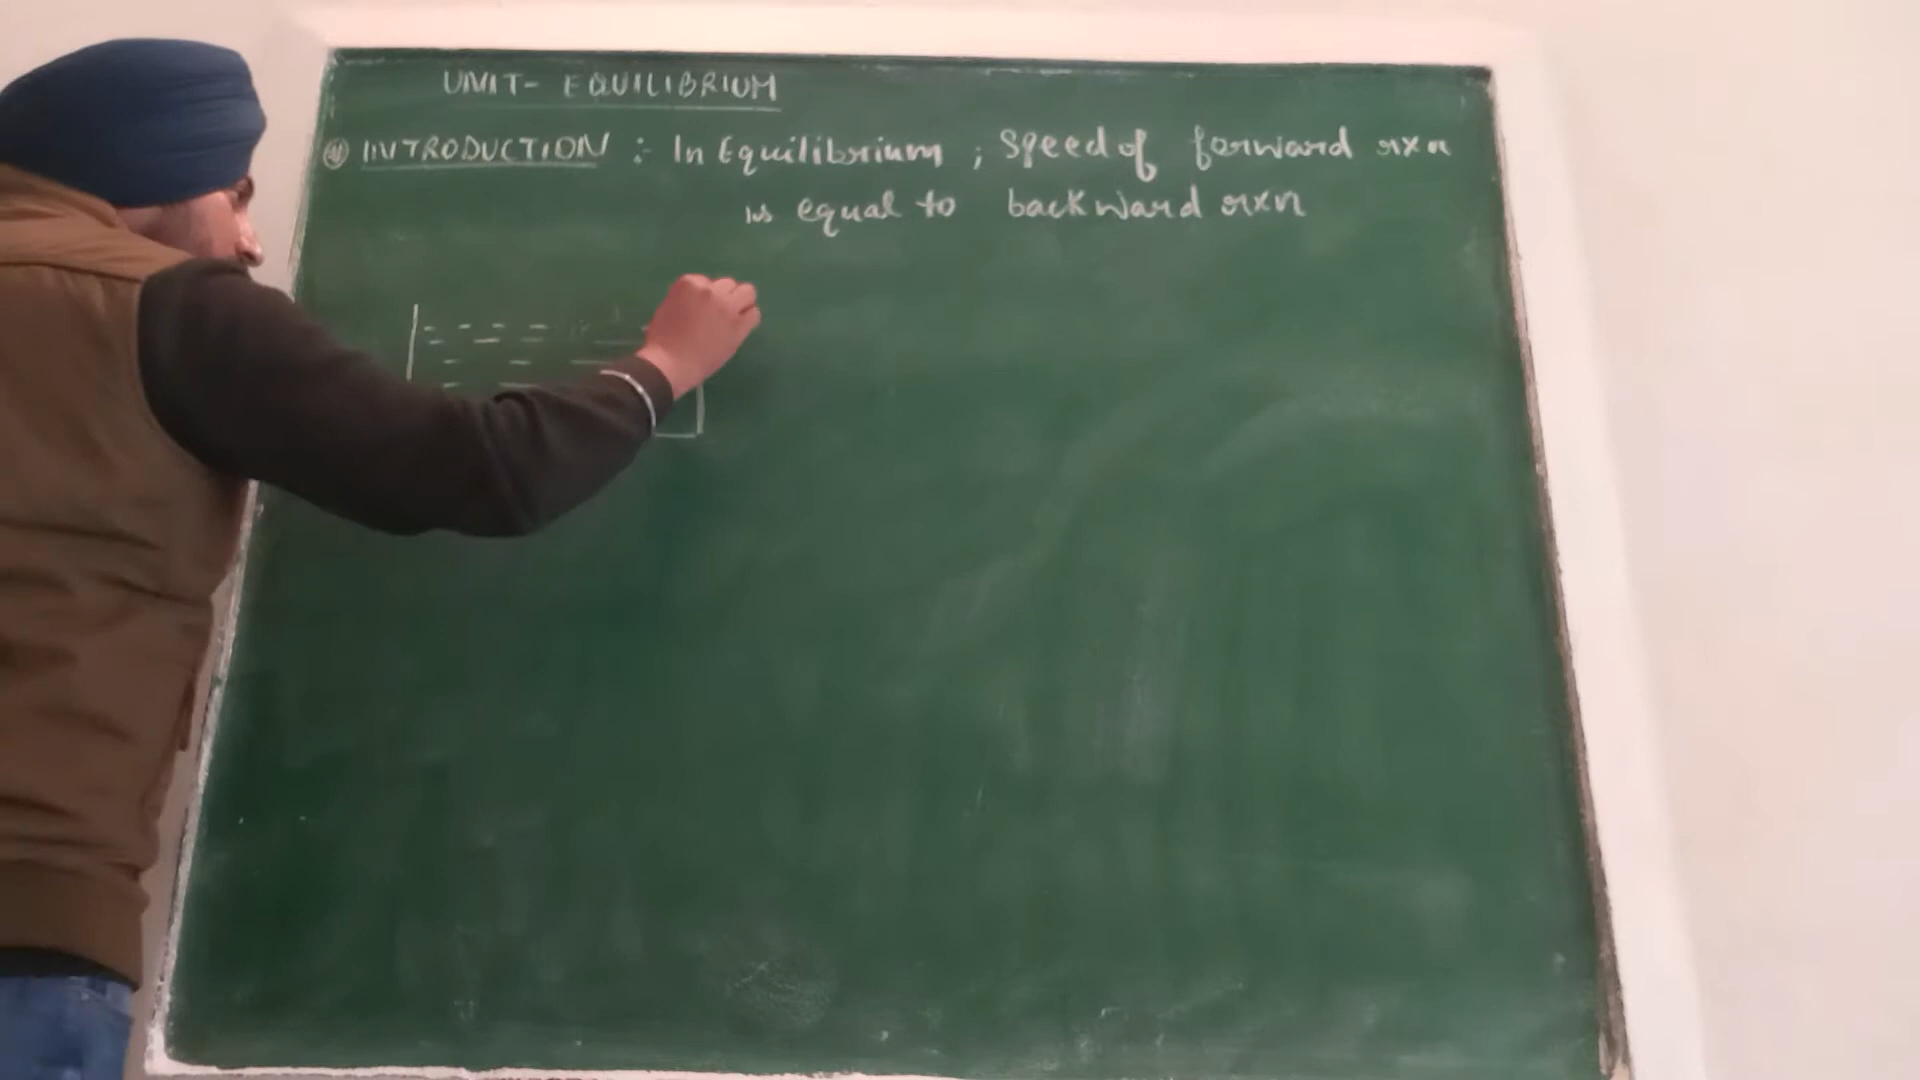 UNIT- EQUILIBRIUM
INTRODUCTION :- In Equilibrium ; Speed of forward rxn
is equal to backward rxn